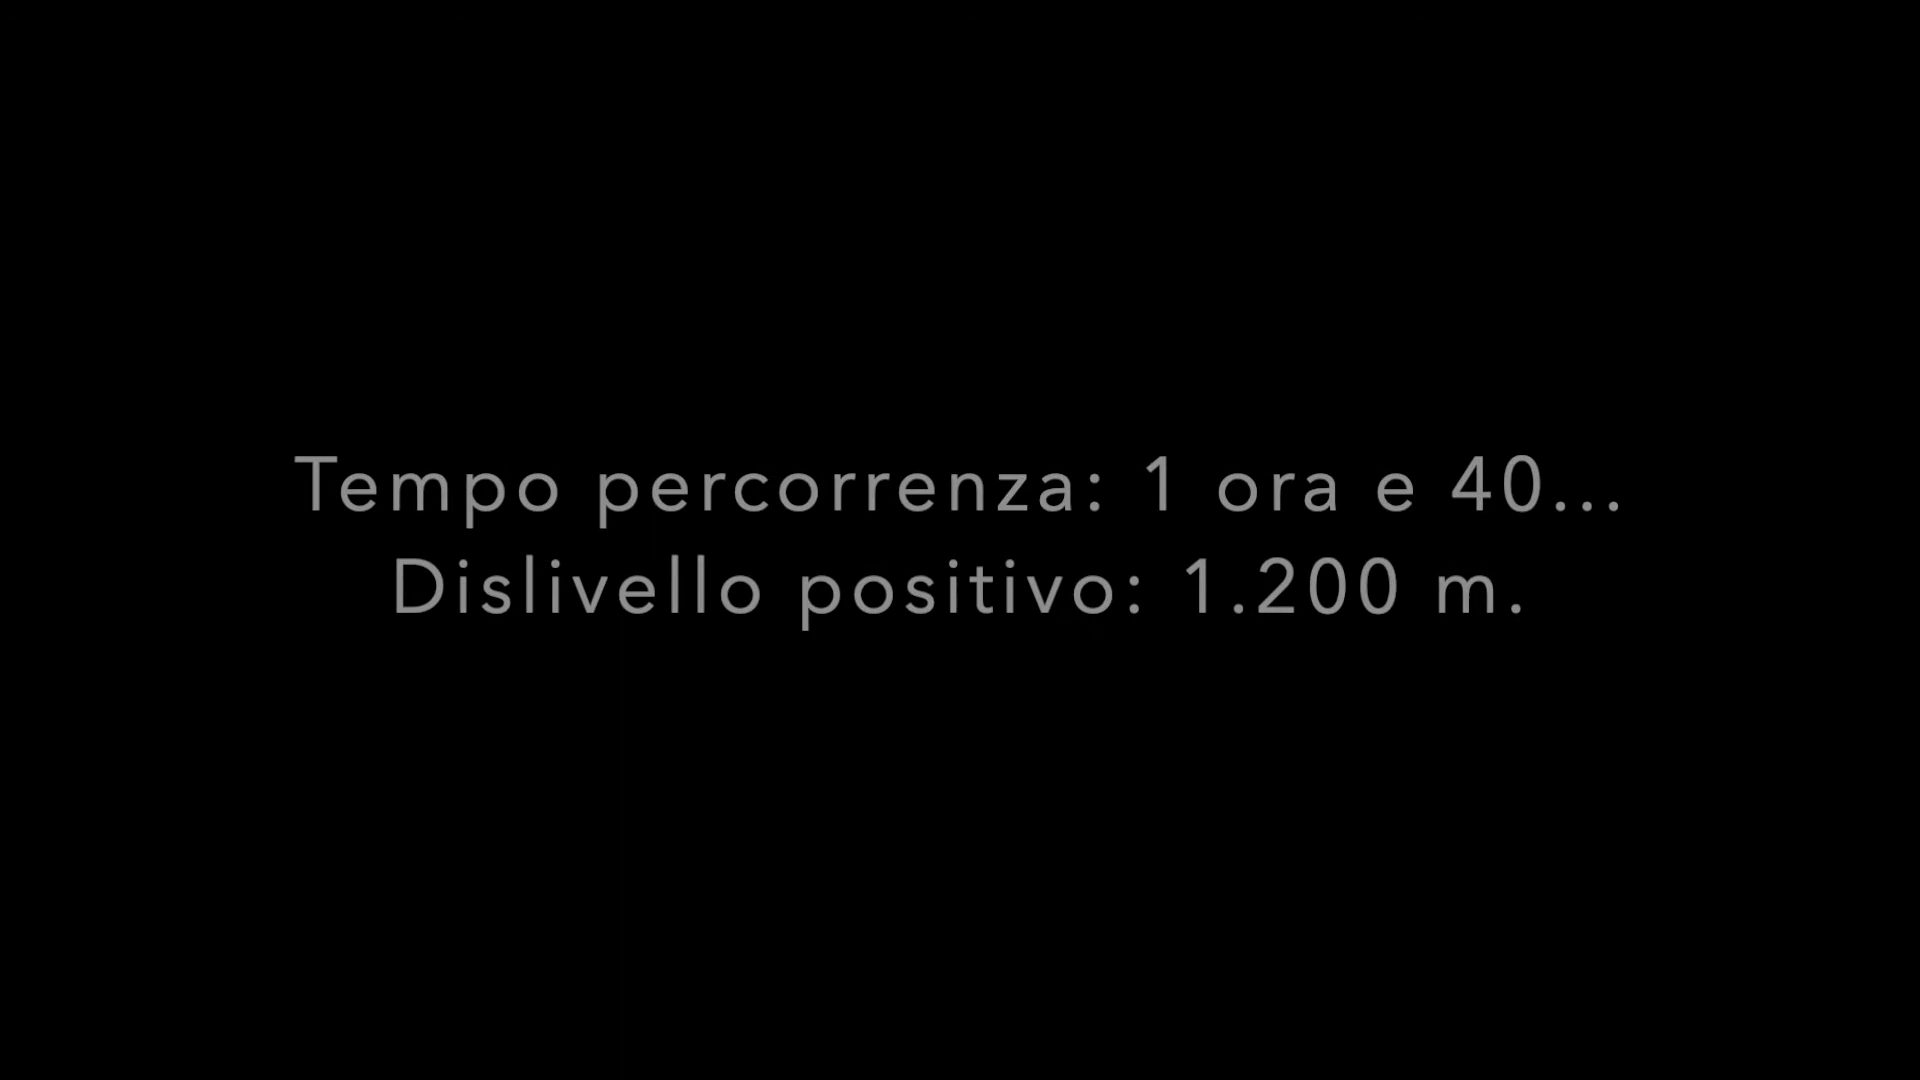 Tempo percorrenza: 1 ora e 40...
Dislivello positivo: 1.200 m.